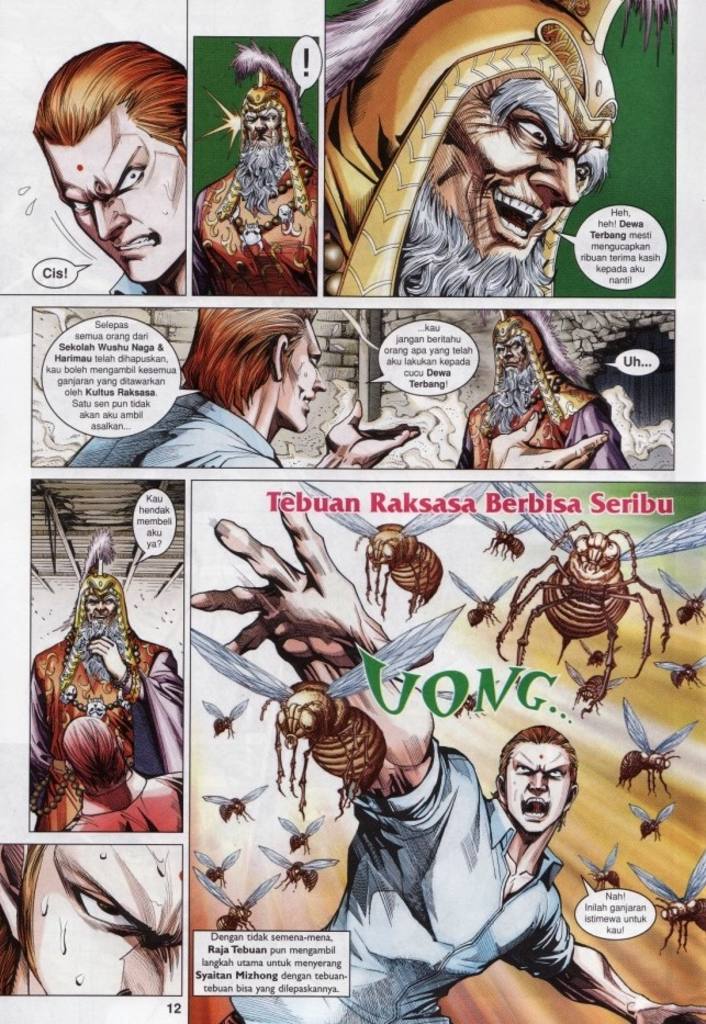 Cis!
!
Heh,
heh! Dewa
Terbang mesti
mengucapkan
ribuan terima kasih
kepada aku
nanti!
Selepas
semua orang dari
Sekolah Wushu Naga &
Harimau telah dihapuskan,
kau boleh mengambil kesemua
ganjaran yang ditawarkan
oleh Kultus Raksasa.
Satu sen pun tidak
akan aku ambil
asalkan...
...kau
jangan beritahu
orang apa yang telah
aku lakukan kepada
cucu Dewa
Terbang!
Uh...
Kau
hendak
membeli
aku
ya?
Tebuan Raksasa Berbisa Seribu
UONG...
Nah!
Inilah ganjaran
istimewa untuk
kau!
Dengan tidak semena-mena,
Raja Tebuan pun mengambil
langkah utama untuk menyerang
Syaitan Mizhong dengan tebuan-
tebuan bisa yang dilepaskannya.
12